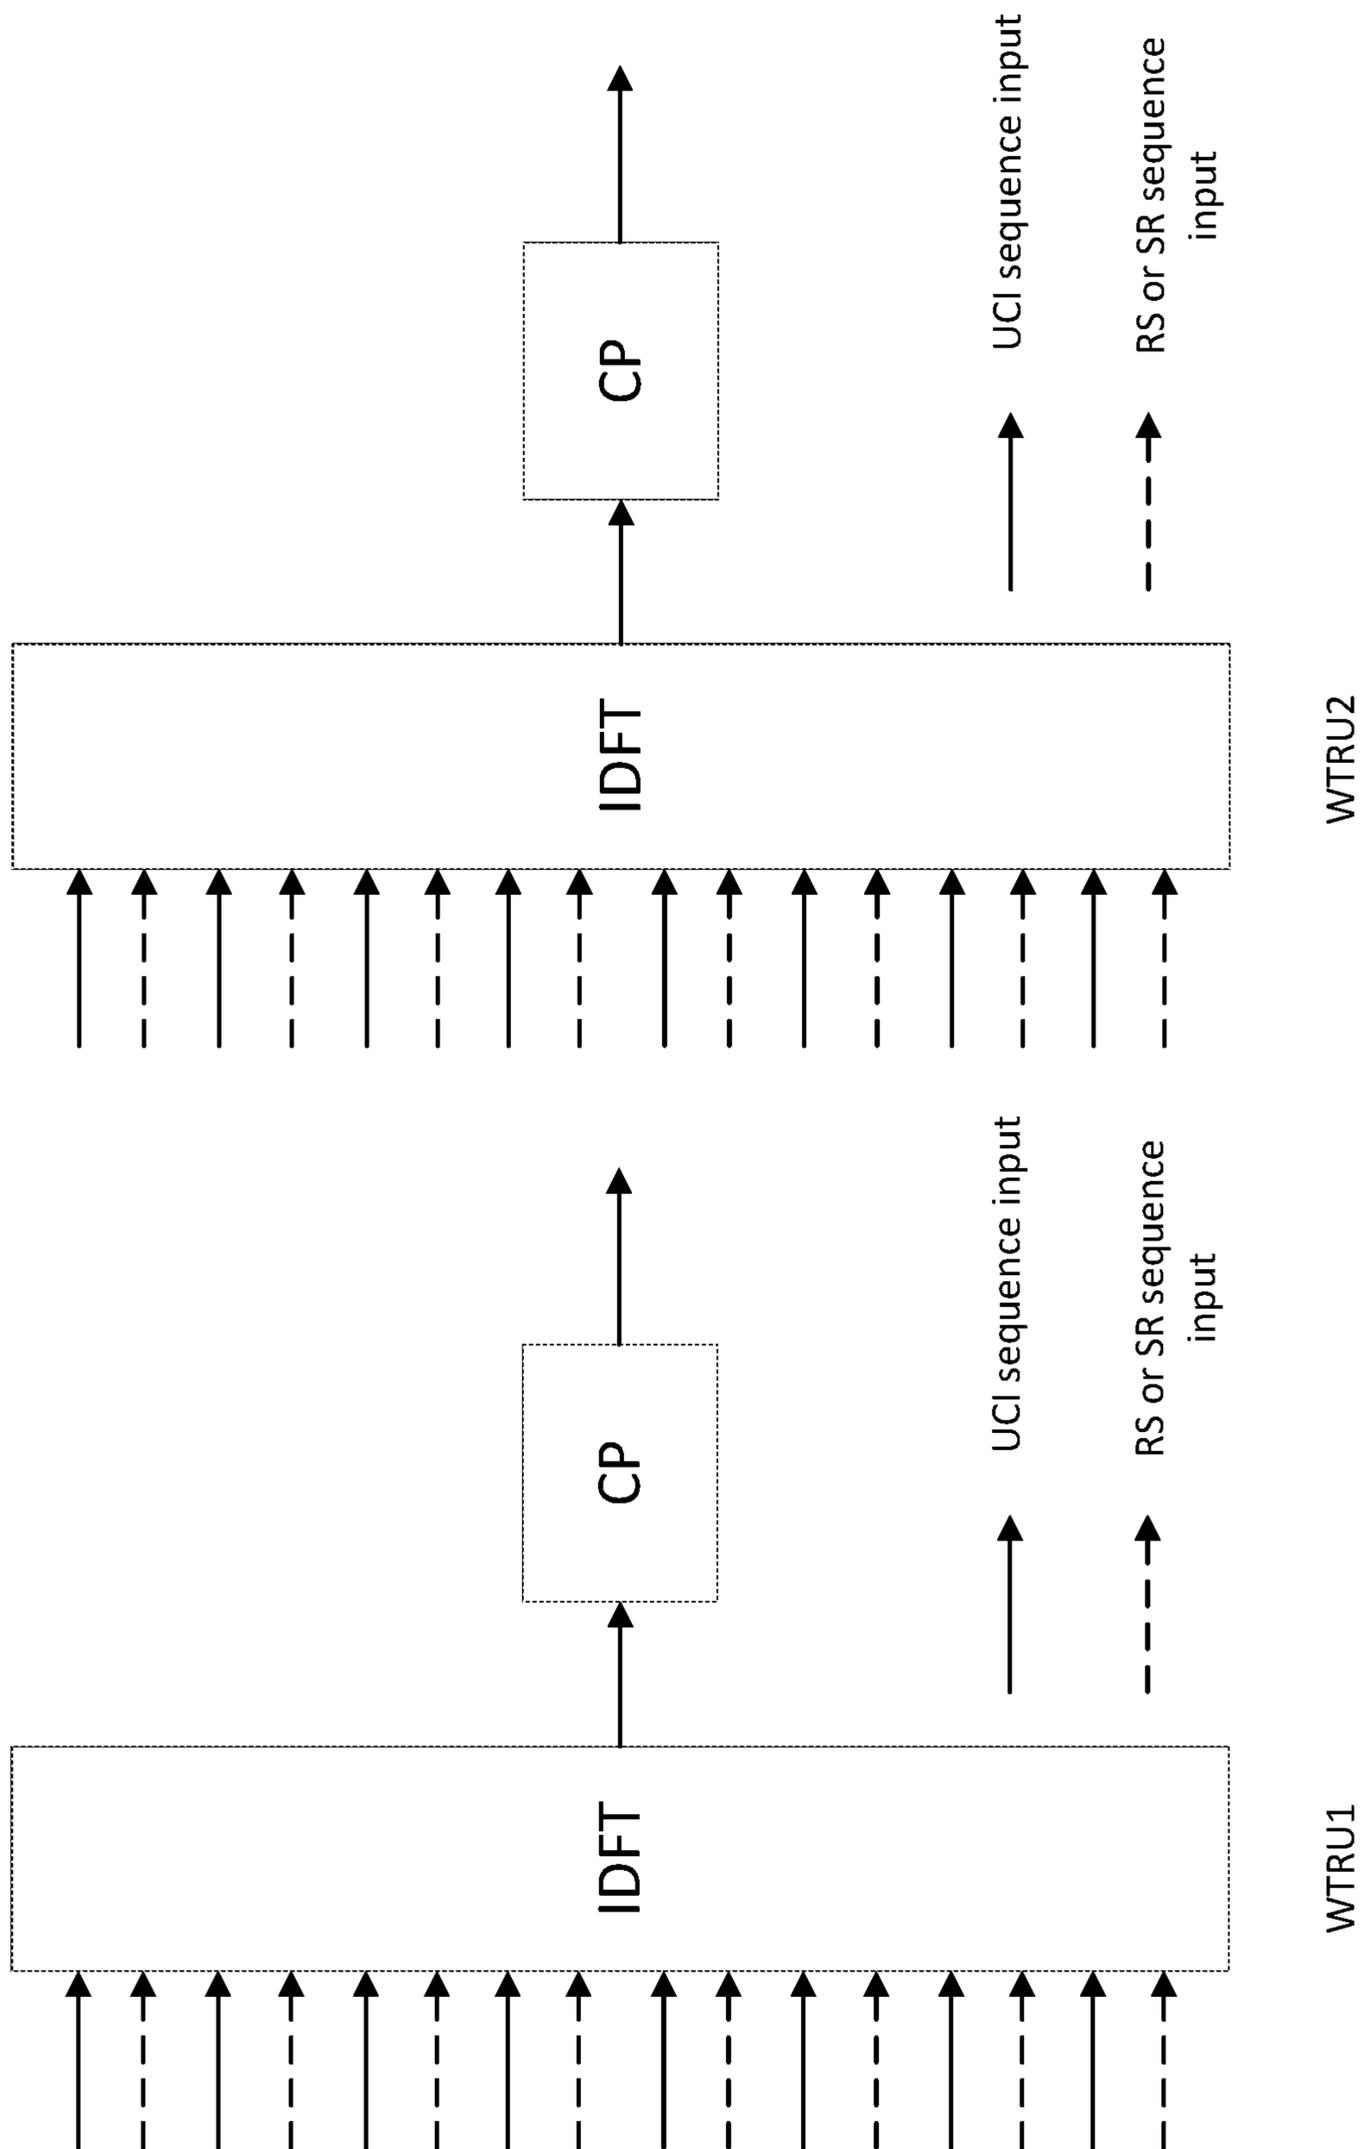 IDFT
CP
UCI sequence input
RS or SR sequence
input
WTRU1
IDFT
CP
UCI sequence input
RS or SR sequence
input
WTRU2